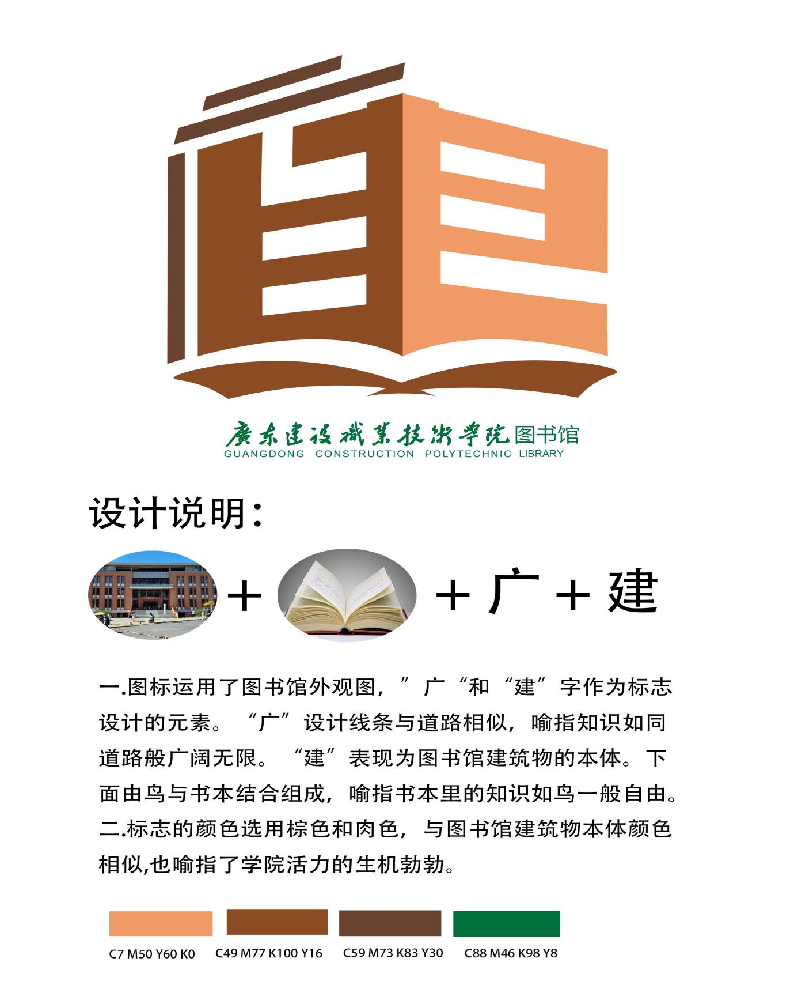 廣东建设職業技術學院图书馆
GUANGDONG CONSTRUCTION POLYTECHNIC LIBRARY
设计说明：
+ + 广 + 建
一.图标运用了图书馆外观图，”广“和“建”字作为标志
设计的元素。“广”设计线条与道路相似，喻指知识如同
道路般广阔无限。“建”表现为图书馆建筑物的本体。下
面由鸟与书本结合组成，喻指书本里的知识如鸟一般自由。
二.标志的颜色选用棕色和肉色，与图书馆建筑物本体颜色
相似,也喻指了学院活力的生机勃勃。
C7 M50 Y60 K0 C49 M77 K100 Y16 C59 M73 K83 Y30 C88 M46 K98 Y8